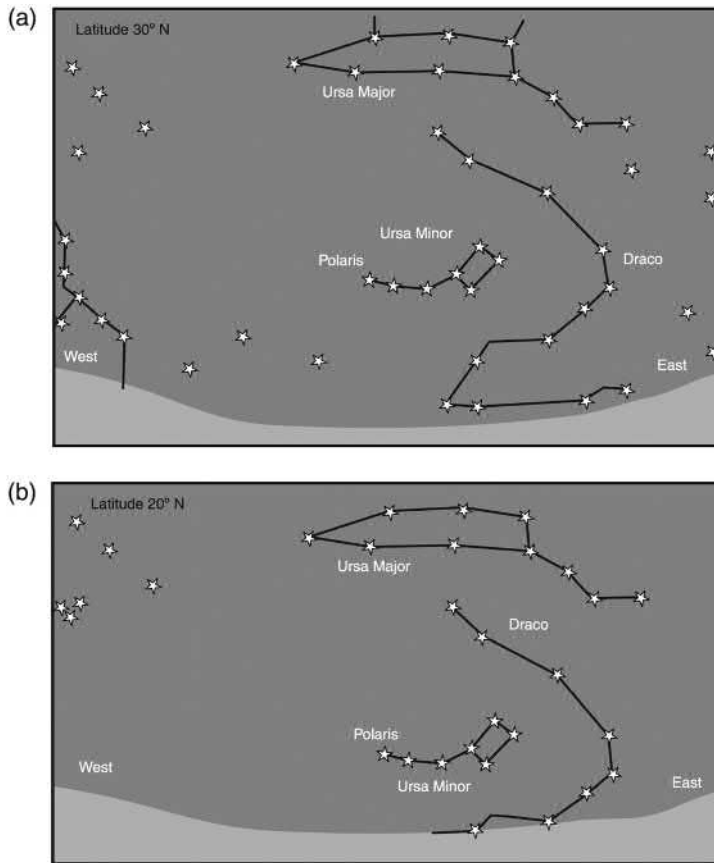 (a)
Latitude 30° N
Ursa Major
Ursa Minor
Polaris
Draco
West
East
(b)
Latitude 20° N
Ursa Major
Draco
Polaris
West
Ursa Minor
East